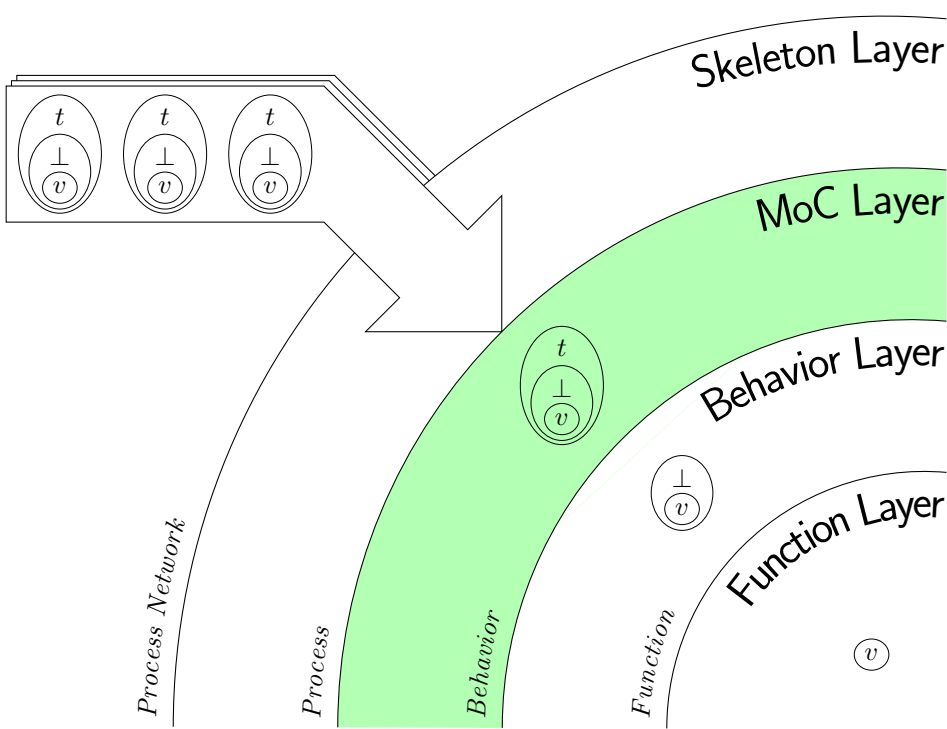 Skeleton Layer
t t t
⊥ ⊥ ⊥
v v v
MoC Layer
t
⊥
v
Behavior Layer
⊥
v
Function Layer
v
Process Network
Process
Behavior
Function